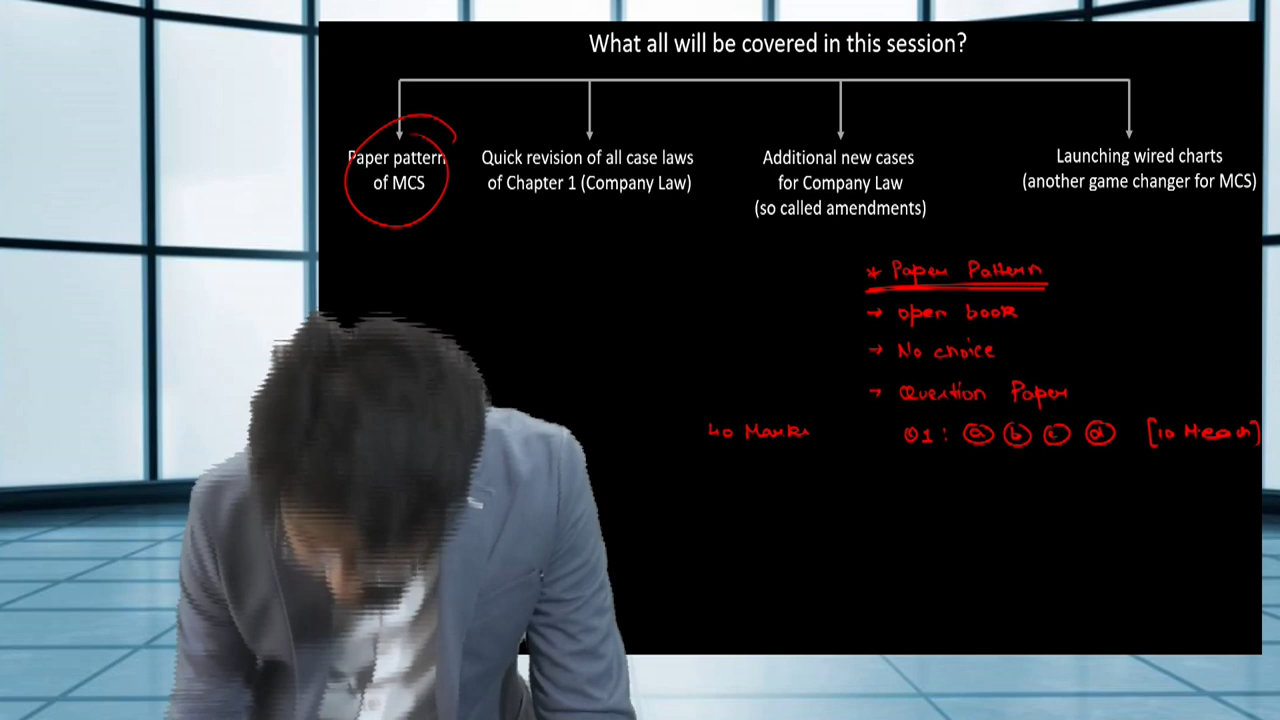 What all will be covered in this session?
Paper pattern
of MCS
Quick revision of all case laws
of Chapter 1 (Company Law)
Additional new cases
for Company Law
(so called amendments)
Launching wired charts
(another game changer for MCS)
* Paper Pattern
→ open book
→ No choice
→ Question Paper
40 Marks Q1: a b c d [10 M each]